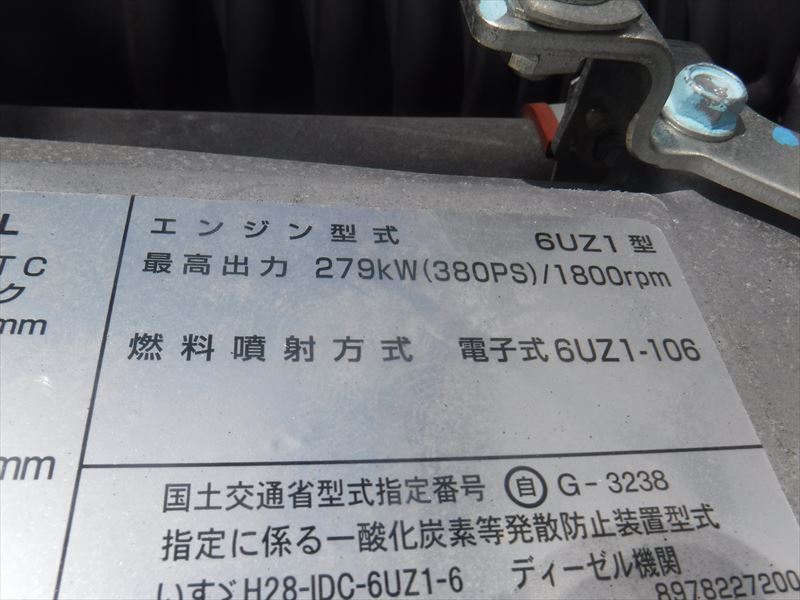 L
TC
ク
mm
mm
エンジン型式 6UZ1型
最高出力 279kW(380PS)/1800rpm
燃料噴射方式 電子式6UZ1-106
国土交通省型式指定番号 ㉂ G-3238
指定に係る一酸化炭素等発散防止装置型式
いすゞH28-IDC-6UZ1-6 ディーゼル機関
8978227200